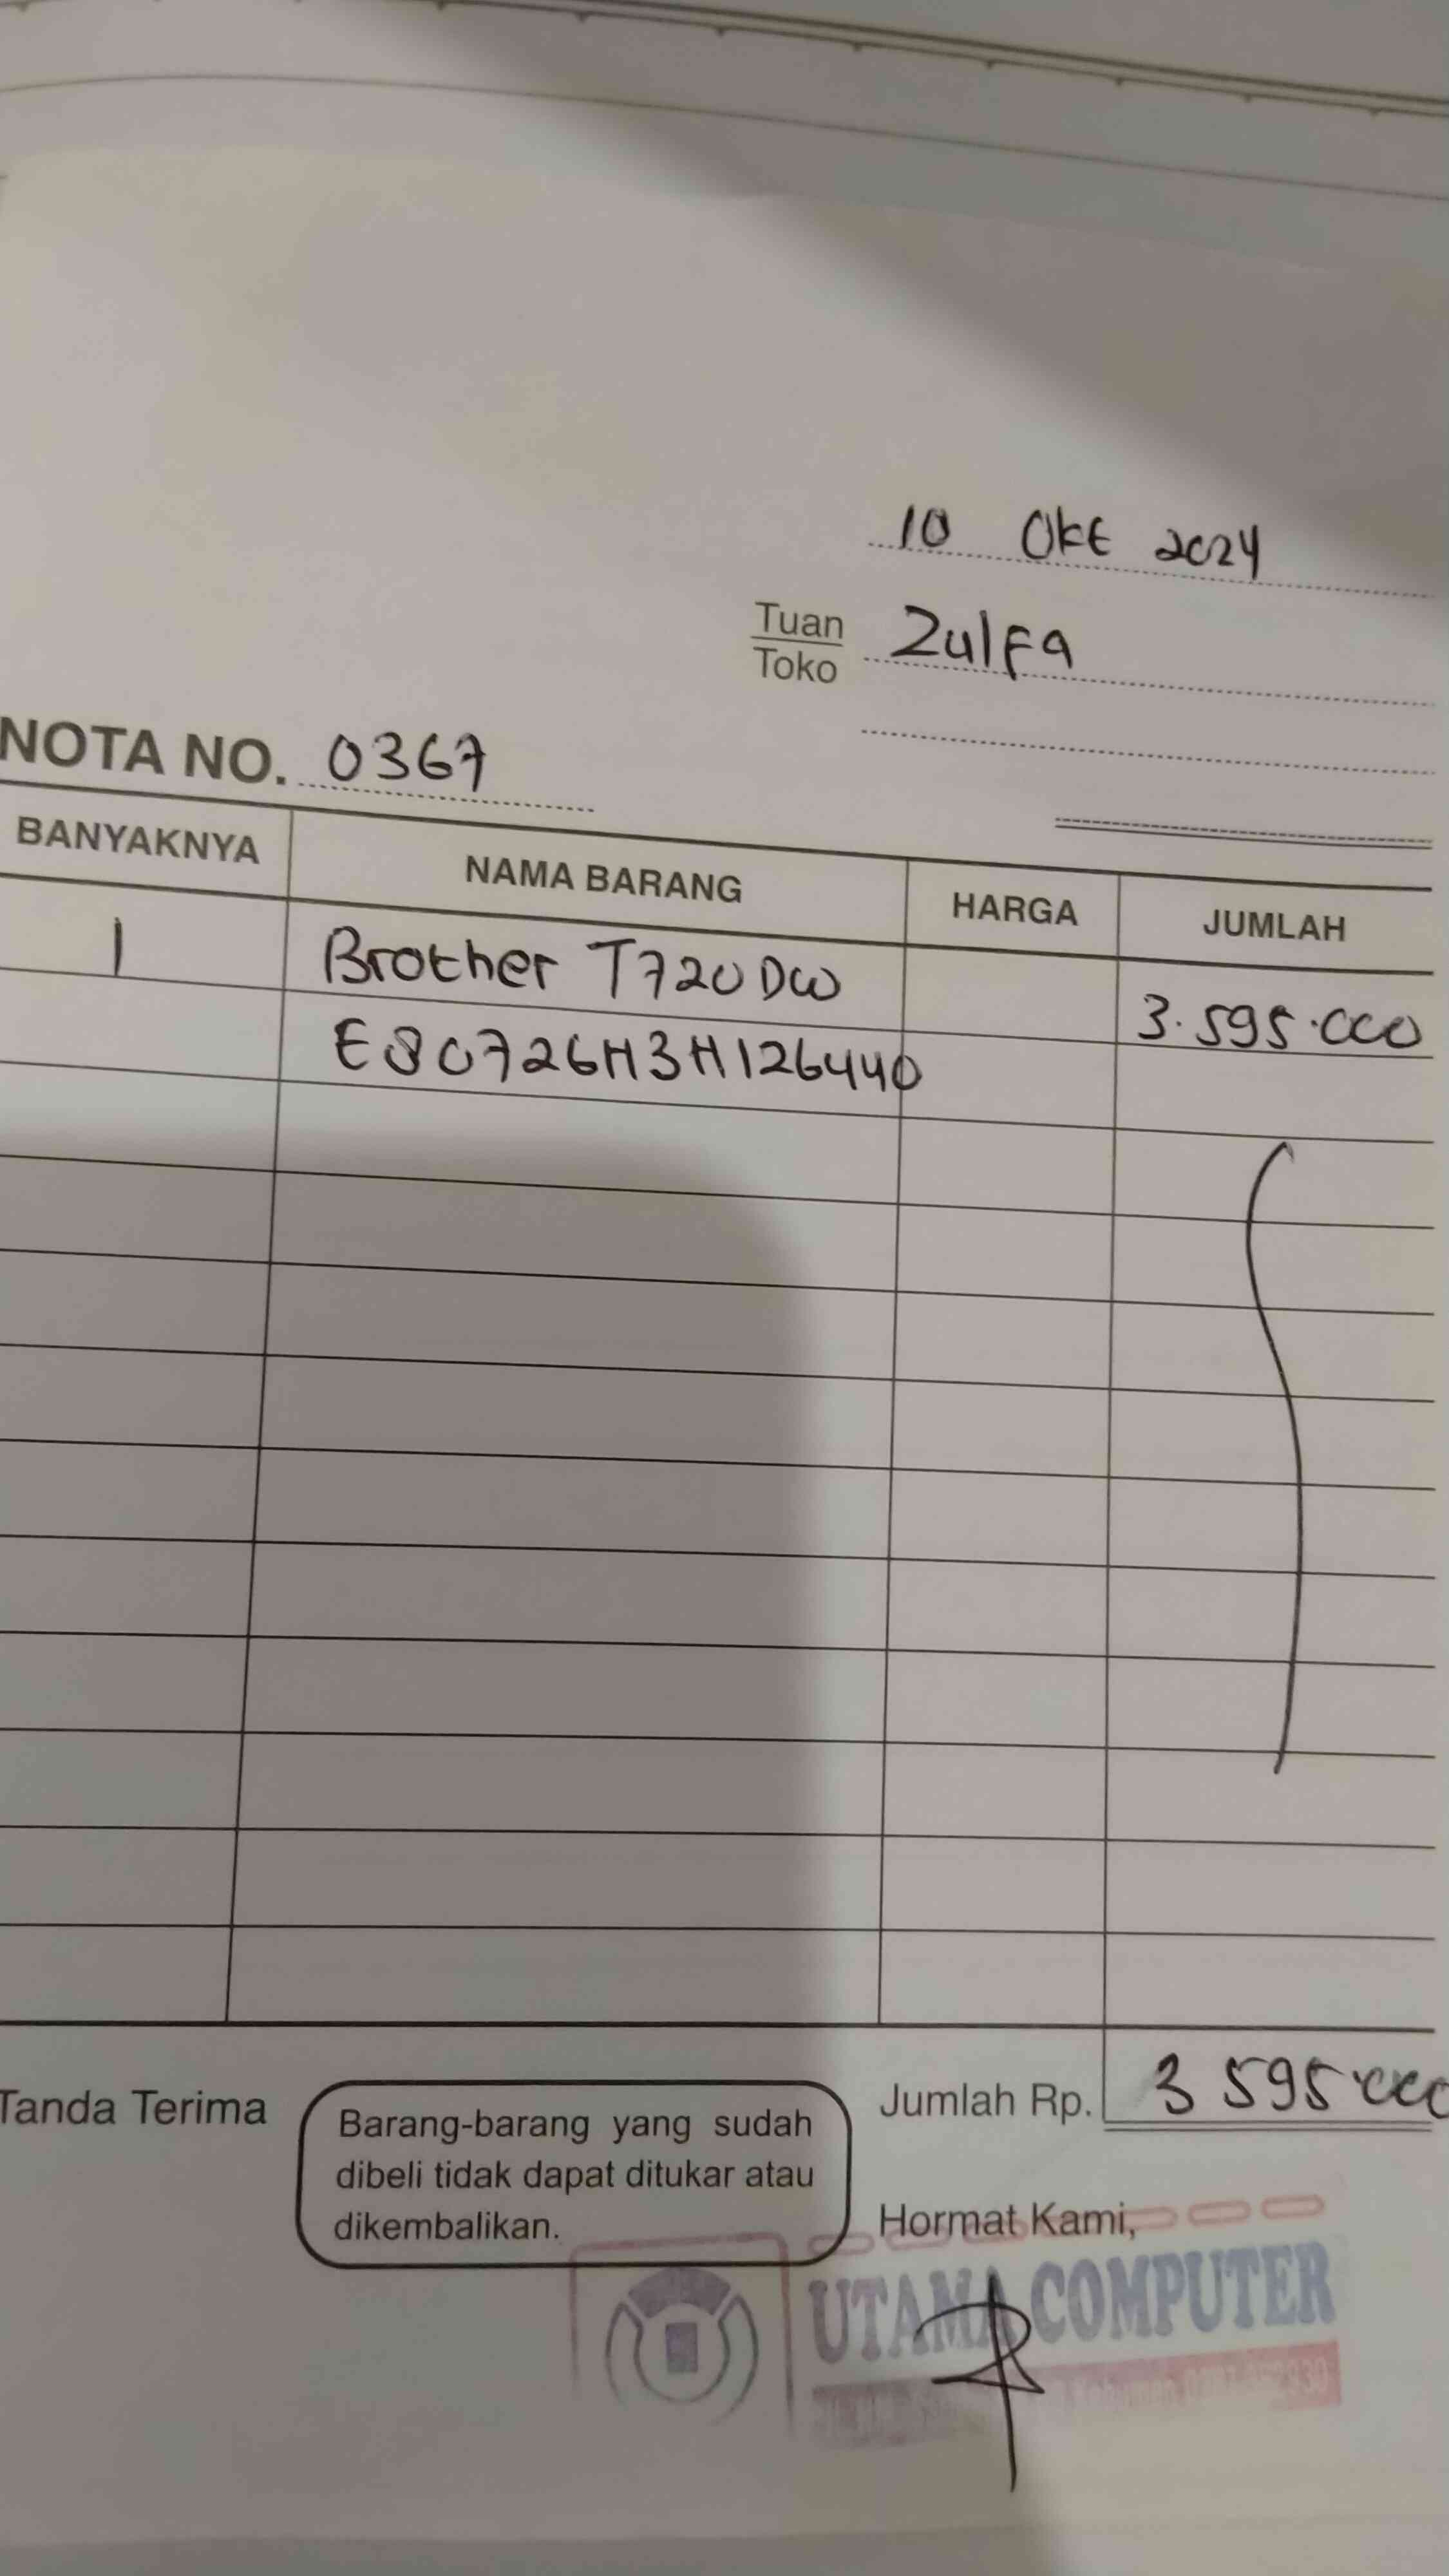 10 Okt 2024
Tuan
Toko
Zulfa
NOTA NO. 0367
BANYAKNYA NAMA BARANG HARGA JUMLAH
1 Brother T720DW 3.595.000
E80726H3H126440
Tanda Terima
Barang-barang yang sudah
dibeli tidak dapat ditukar atau
dikembalikan.
Jumlah Rp. 3 595.000
Hormat Kami,
UTAMA COMPUTER